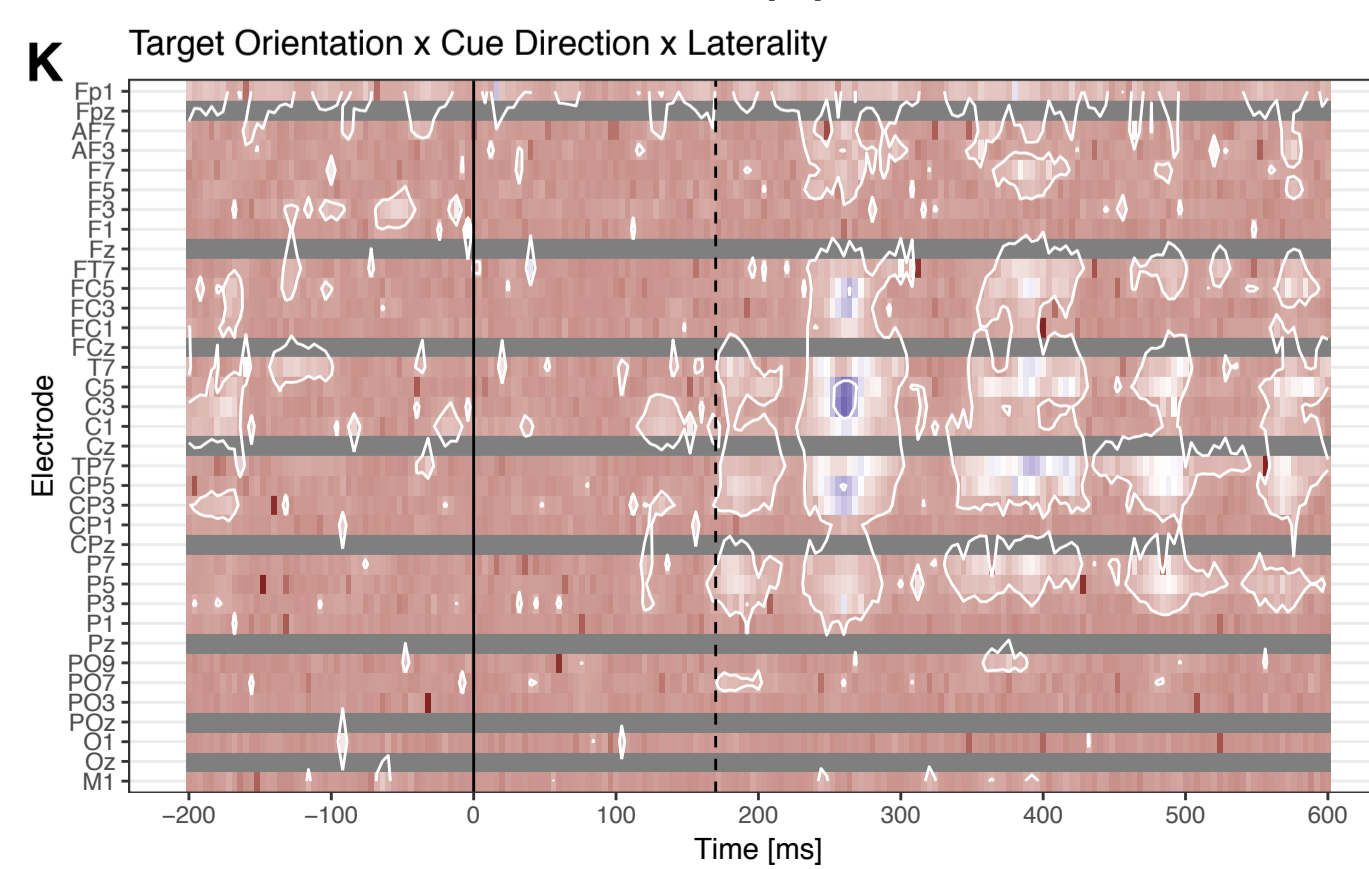 K
Target Orientation x Cue Direction x Laterality
Electrode
Fp1
Fpz
AF7
AF3
F7
F5
F3
F1
Fz
FT7
FC5
FC3
FC1
FCz
T7
C5
C3
C1
Cz
TP7
CP5
CP3
CP1
CPz
P7
P5
P3
P1
Pz
PO9
PO7
PO3
POz
O1
Oz
M1
−200 −100 0 100 200 300 400 500 600
Time [ms]